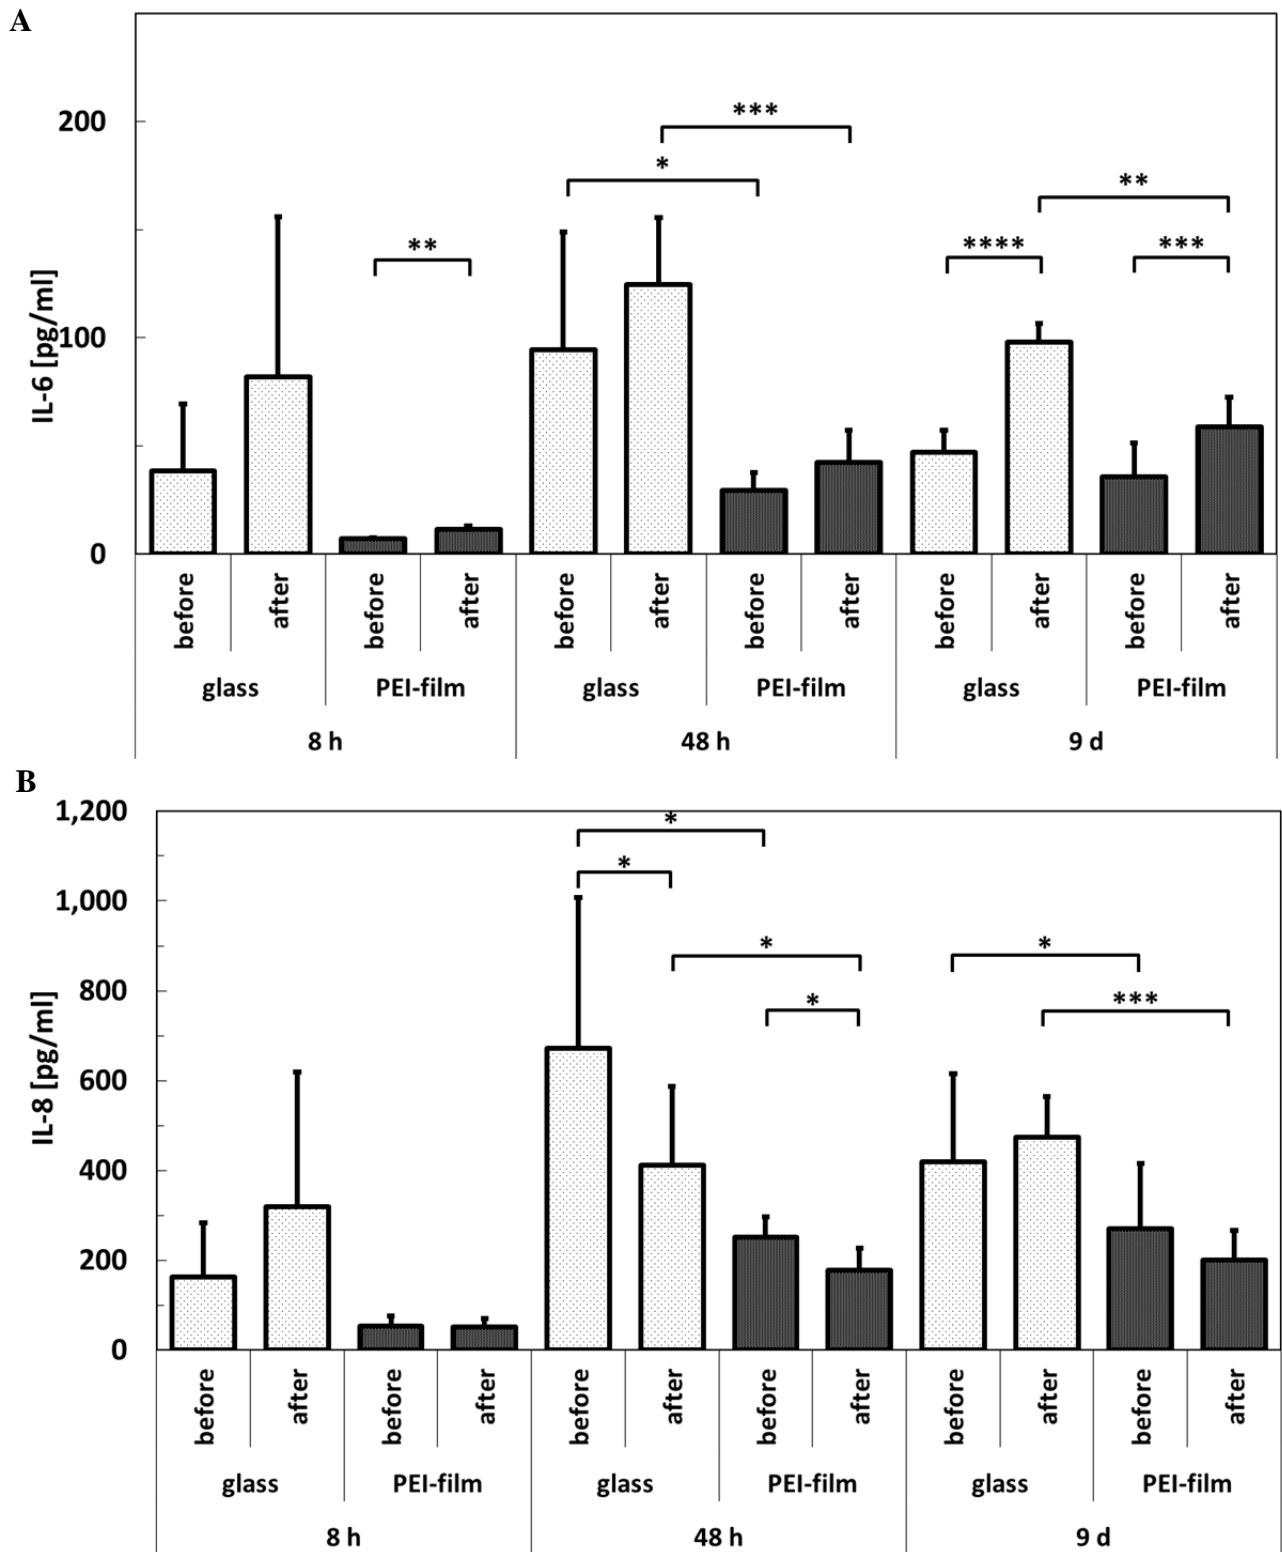 A
200
***
*
**
**
****
***
IL-6 [pg/ml]
100
0
before after before after before after before after before after before after
glass PEI-film glass PEI-film glass PEI-film
8 h 48 h 9 d
B
1,200
*
*
1,000
*
*
800
*
***
IL-8 [pg/ml]
600
400
200
0
before after before after before after before after before after before after
glass PEI-film glass PEI-film glass PEI-film
8 h 48 h 9 d